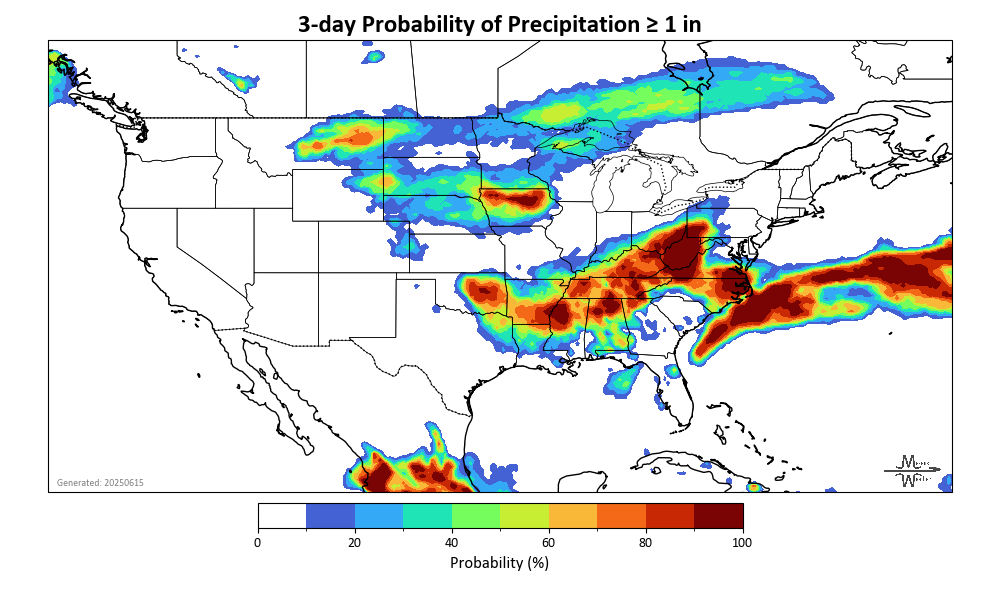 3-day Probability of Precipitation ≥ 1 in
Generated: 20250615
0 20 40 60 80 100
Probability (%)